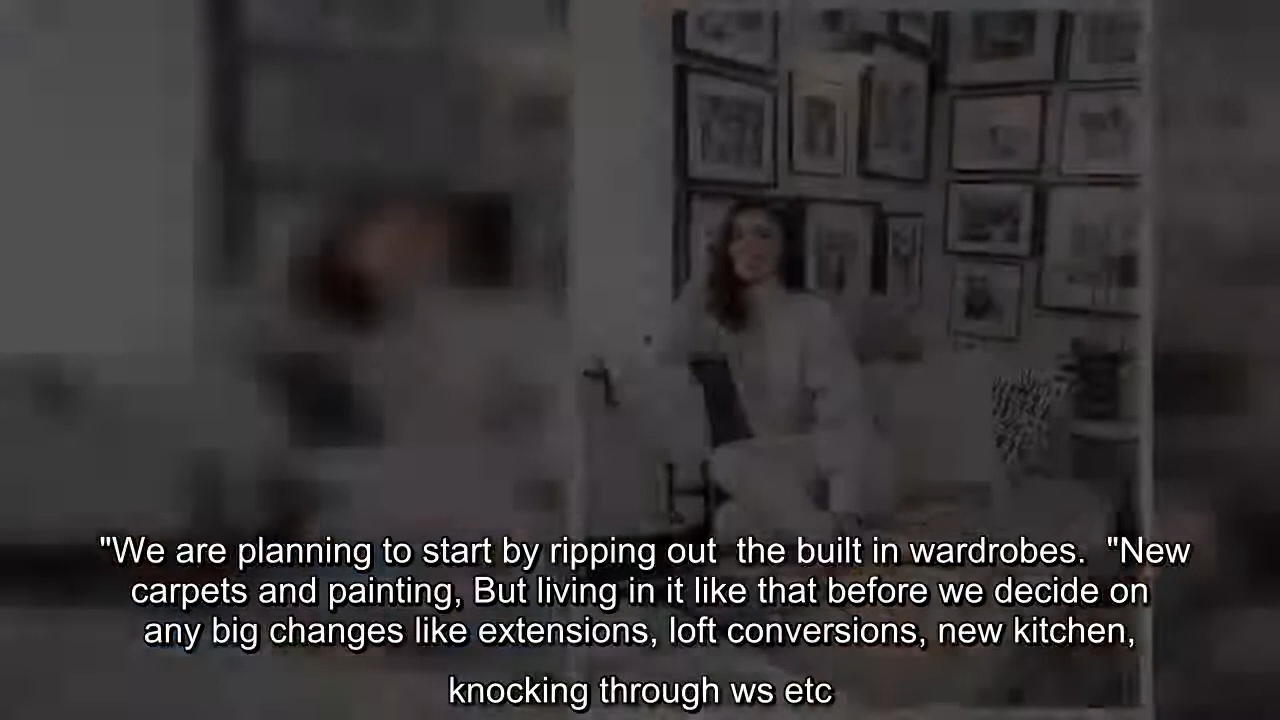 "We are planning to start by ripping out  the built in wardrobes.  "New
carpets and painting, But living in it like that before we decide on
any big changes like extensions, loft conversions, new kitchen,
knocking through ws etc